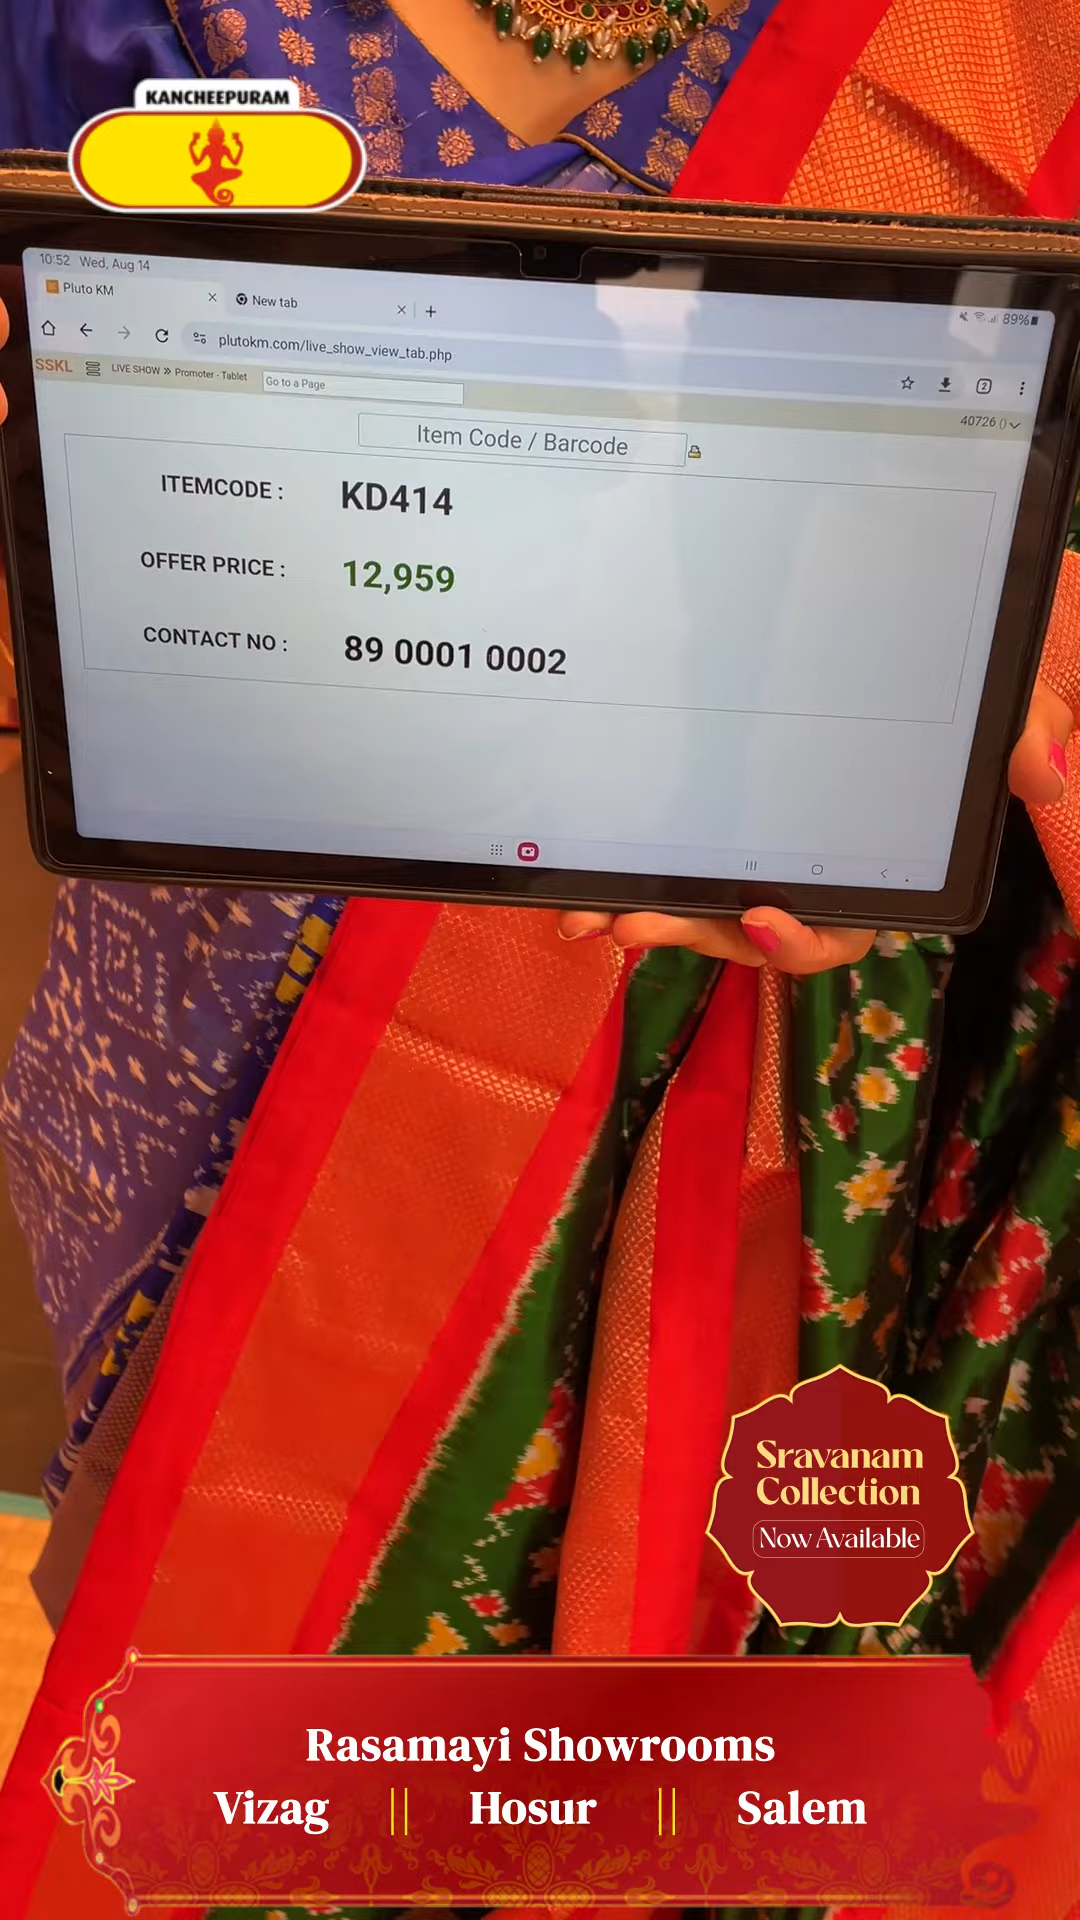 KANCHEEPURAM
10:52 Wed, Aug 14
89%
Pluto KM
New tab
plutokm.com/live_show_view_tab.php
2
SSKL
LIVE SHOW » Promoter - Tablet
Go to a Page
40726 ()
Item Code / Barcode
ITEMCODE : KD414
OFFER PRICE : 12,959
CONTACT NO : 89 0001 0002
Sravanam
Collection
Now Available
Rasamayi Showrooms
Vizag || Hosur || Salem